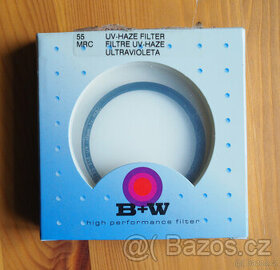 55 UV-HAZE FILTER
MRC FILTRE UV-HAZE
ULTRAVIOLETA
B+W
high performance filter
Bazos.cz